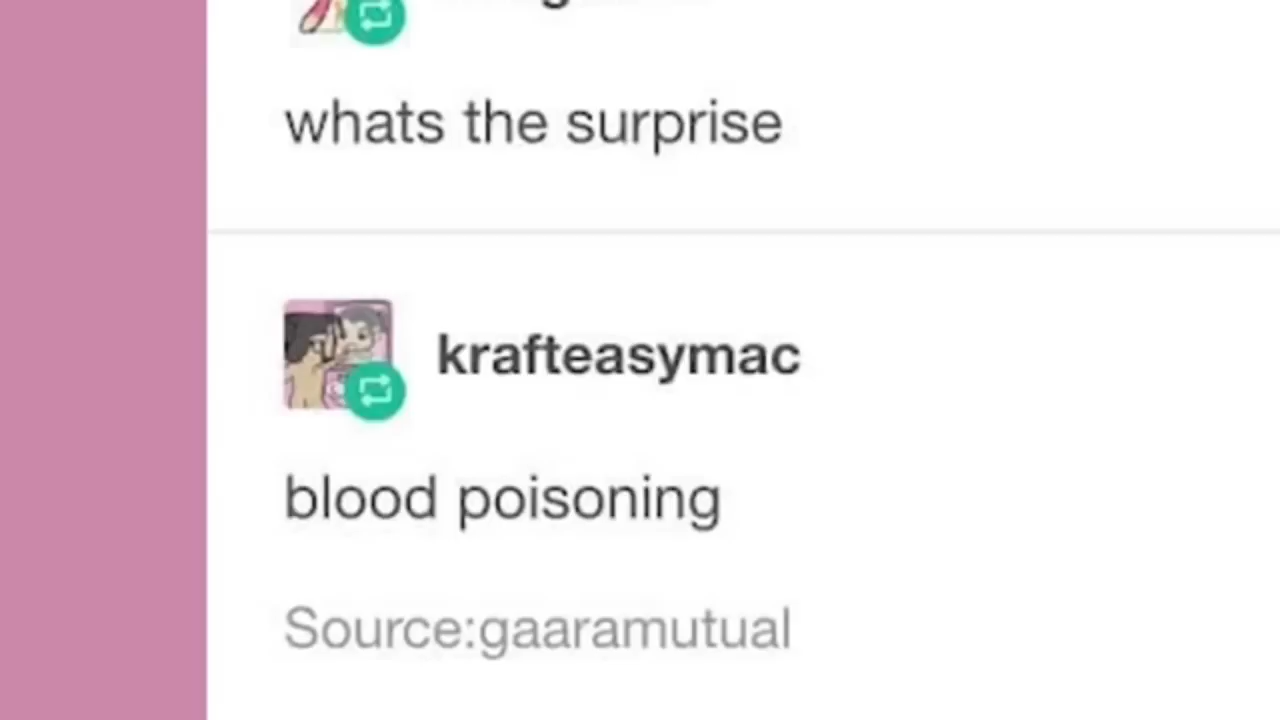 whats the surprise
krafteasymac
blood poisoning
Source:gaaramutual